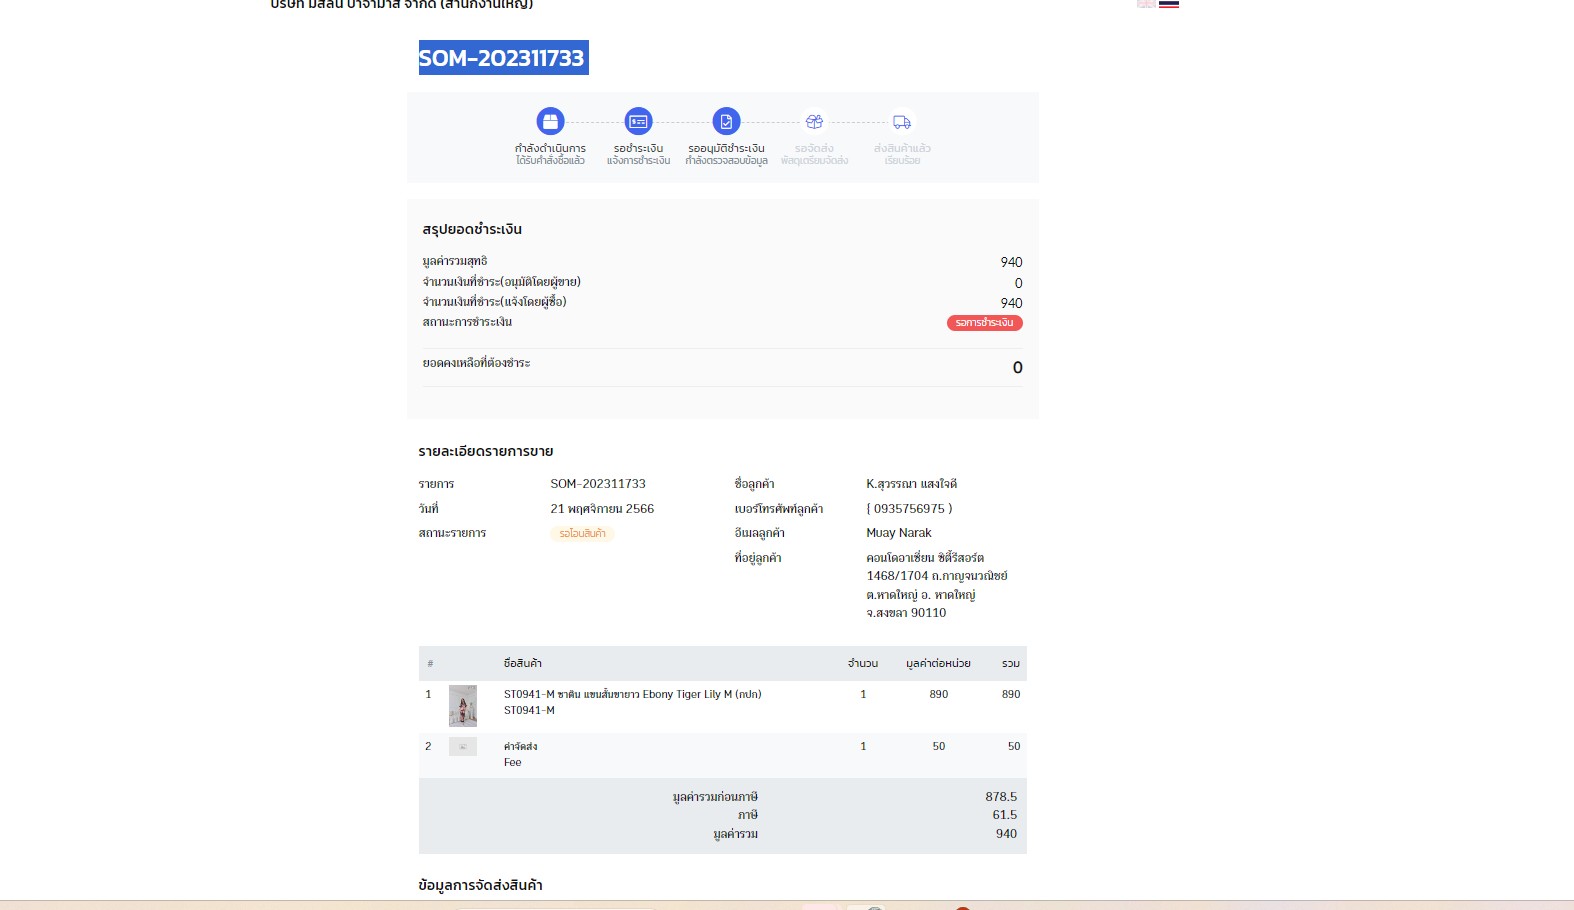 บริษัท มีสลีน ปาจามาส์ จำกัด (สำนักงานใหญ่)
SOM-202311733
กำลังดำเนินการ
ได้รับคำสั่งซื้อแล้ว
รอชำระเงิน
แจ้งการชำระเงิน
รออนุมัติชำระเงิน
กำลังตรวจสอบข้อมูล
รอจัดส่ง
พัสดุเตรียมจัดส่ง
ส่งสินค้าแล้ว
เรียบร้อย
สรุปยอดชำระเงิน
มูลค่ารวมสุทธิ 940
จำนวนเงินที่ชำระ(อนุมัติโดยผู้ขาย) 0
จำนวนเงินที่ชำระ(แจ้งโดยผู้ซื้อ) 940
สถานะการชำระเงิน รอการชำระเงิน
ยอดคงเหลือที่ต้องชำระ 0
รายละเอียดรายการขาย
รายการ SOM-202311733
วันที่ 21 พฤศจิกายน 2566
สถานะรายการ รอโอนสินค้า
ชื่อลูกค้า K.สุวรรณา แสงใจดี
เบอร์โทรศัพท์ลูกค้า ( 0935756975 )
อีเมลลูกค้า Muay Narak
ที่อยู่ลูกค้า คอนโดอาเซี่ยน ซิตี้รีสอร์ต
1468/1704 ถ.กาญจนวณิชย์
ต.หาดใหญ่ อ. หาดใหญ่
จ.สงขลา 90110
# ชื่อสินค้า จำนวน มูลค่าต่อหน่วย รวม
1 ST0941-M ซาติน แขนสั้นขายาว Ebony Tiger Lily M (กปก) 1 890 890
ST0941-M
2 ค่าจัดส่ง 1 50 50
Fee
มูลค่ารวมก่อนภาษี 878.5
ภาษี 61.5
มูลค่ารวม 940
ข้อมูลการจัดส่งสินค้า